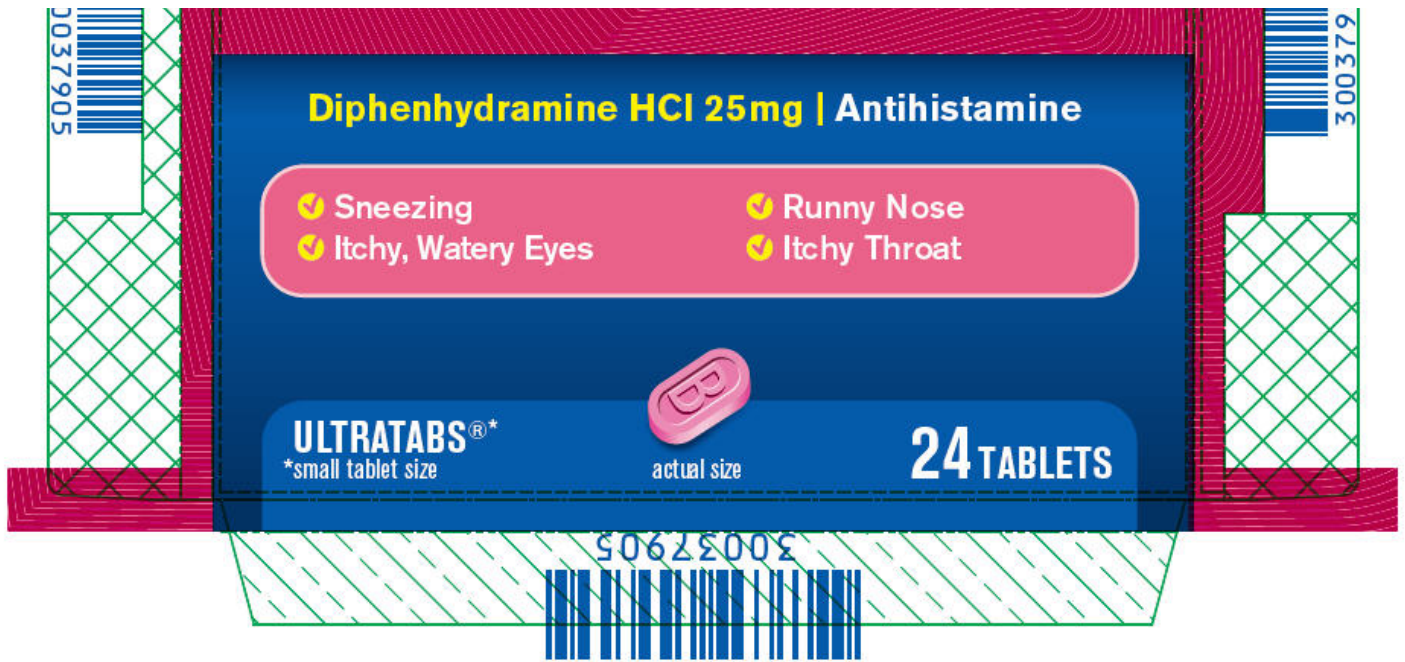 30037905
300379
Diphenhydramine HCl 25mg | Antihistamine
Sneezing
Runny Nose
Itchy, Watery Eyes
Itchy Throat
B
ULTRATABS®*
*small tablet size
actual size
24 TABLETS
30037905